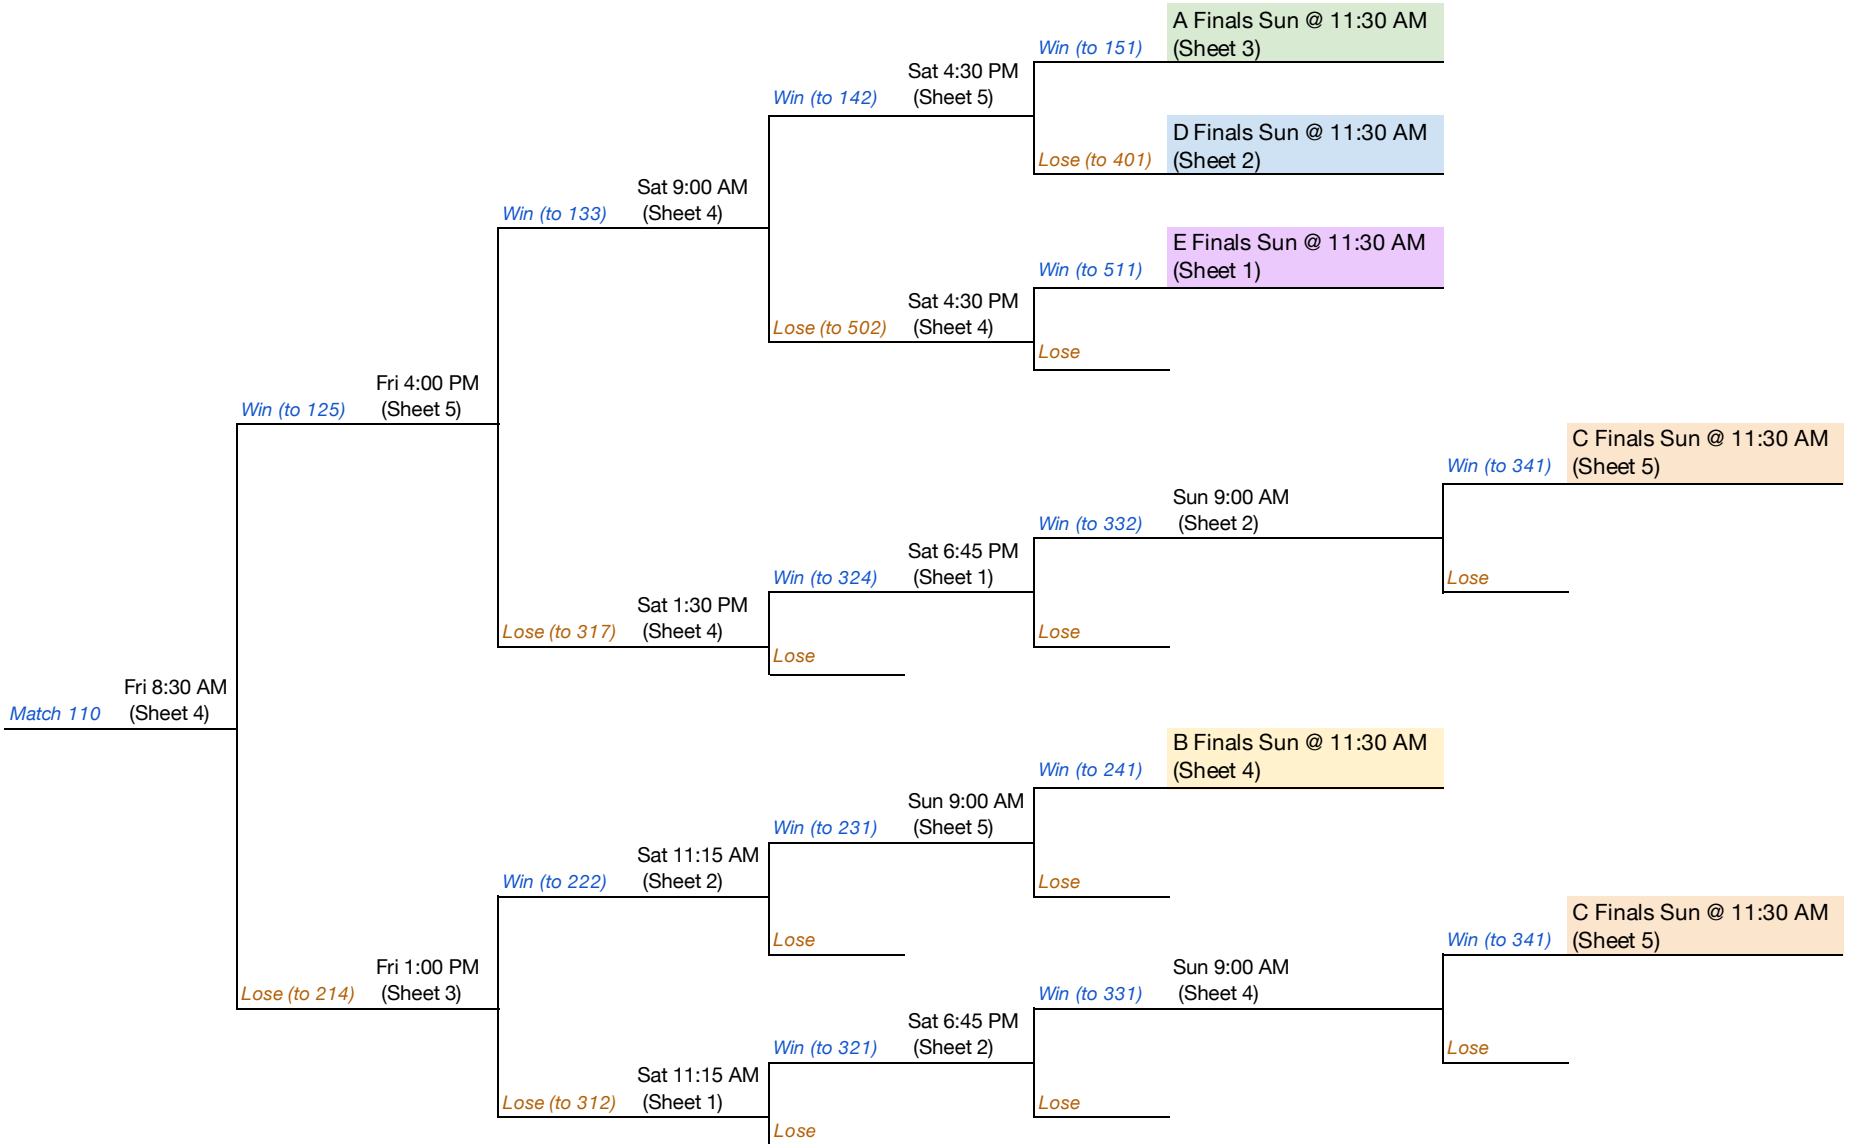 A Finals Sun @ 11:30 AM
Win (to 151)
(Sheet 3)
Sat 4:30 PM
Win (to 142)
(Sheet 5)
D Finals Sun @ 11:30 AM
Lose (to 401)
(Sheet 2)
Sat 9:00 AM
Win (to 133)
(Sheet 4)
E Finals Sun @ 11:30 AM
Win (to 511)
(Sheet 1)
Sat 4:30 PM
Lose (to 502)
(Sheet 4)
Lose
Fri 4:00 PM
Win (to 125)
(Sheet 5)
C Finals Sun @ 11:30 AM
Win (to 341)
(Sheet 5)
Sun 9:00 AM
Win (to 332)
(Sheet 2)
Sat 6:45 PM
Win (to 324)
(Sheet 1)
Lose
Sat 1:30 PM
Lose (to 317)
(Sheet 4)
Lose
Lose
Fri 8:30 AM
Match 110
(Sheet 4)
B Finals Sun @ 11:30 AM
Win (to 241)
(Sheet 4)
Sun 9:00 AM
Win (to 231)
(Sheet 5)
Sat 11:15 AM
Win (to 222)
(Sheet 2)
Lose
Lose
C Finals Sun @ 11:30 AM
Win (to 341)
(Sheet 5)
Fri 1:00 PM
Lose (to 214)
(Sheet 3)
Sun 9:00 AM
Win (to 331)
(Sheet 4)
Sat 6:45 PM
Win (to 321)
(Sheet 2)
Lose
Sat 11:15 AM
Lose (to 312)
(Sheet 1)
Lose
Lose